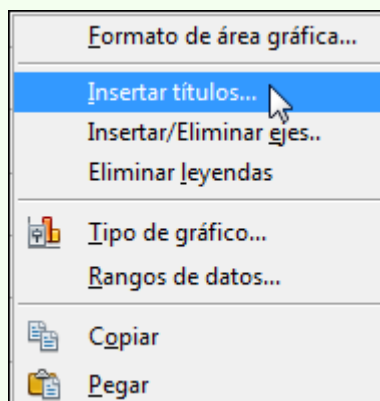 Formato de área gráfica...
Insertar títulos...
Insertar/Eliminar ejes..
Eliminar leyendas
Tipo de gráfico...
Rangos de datos...
Copiar
Pegar